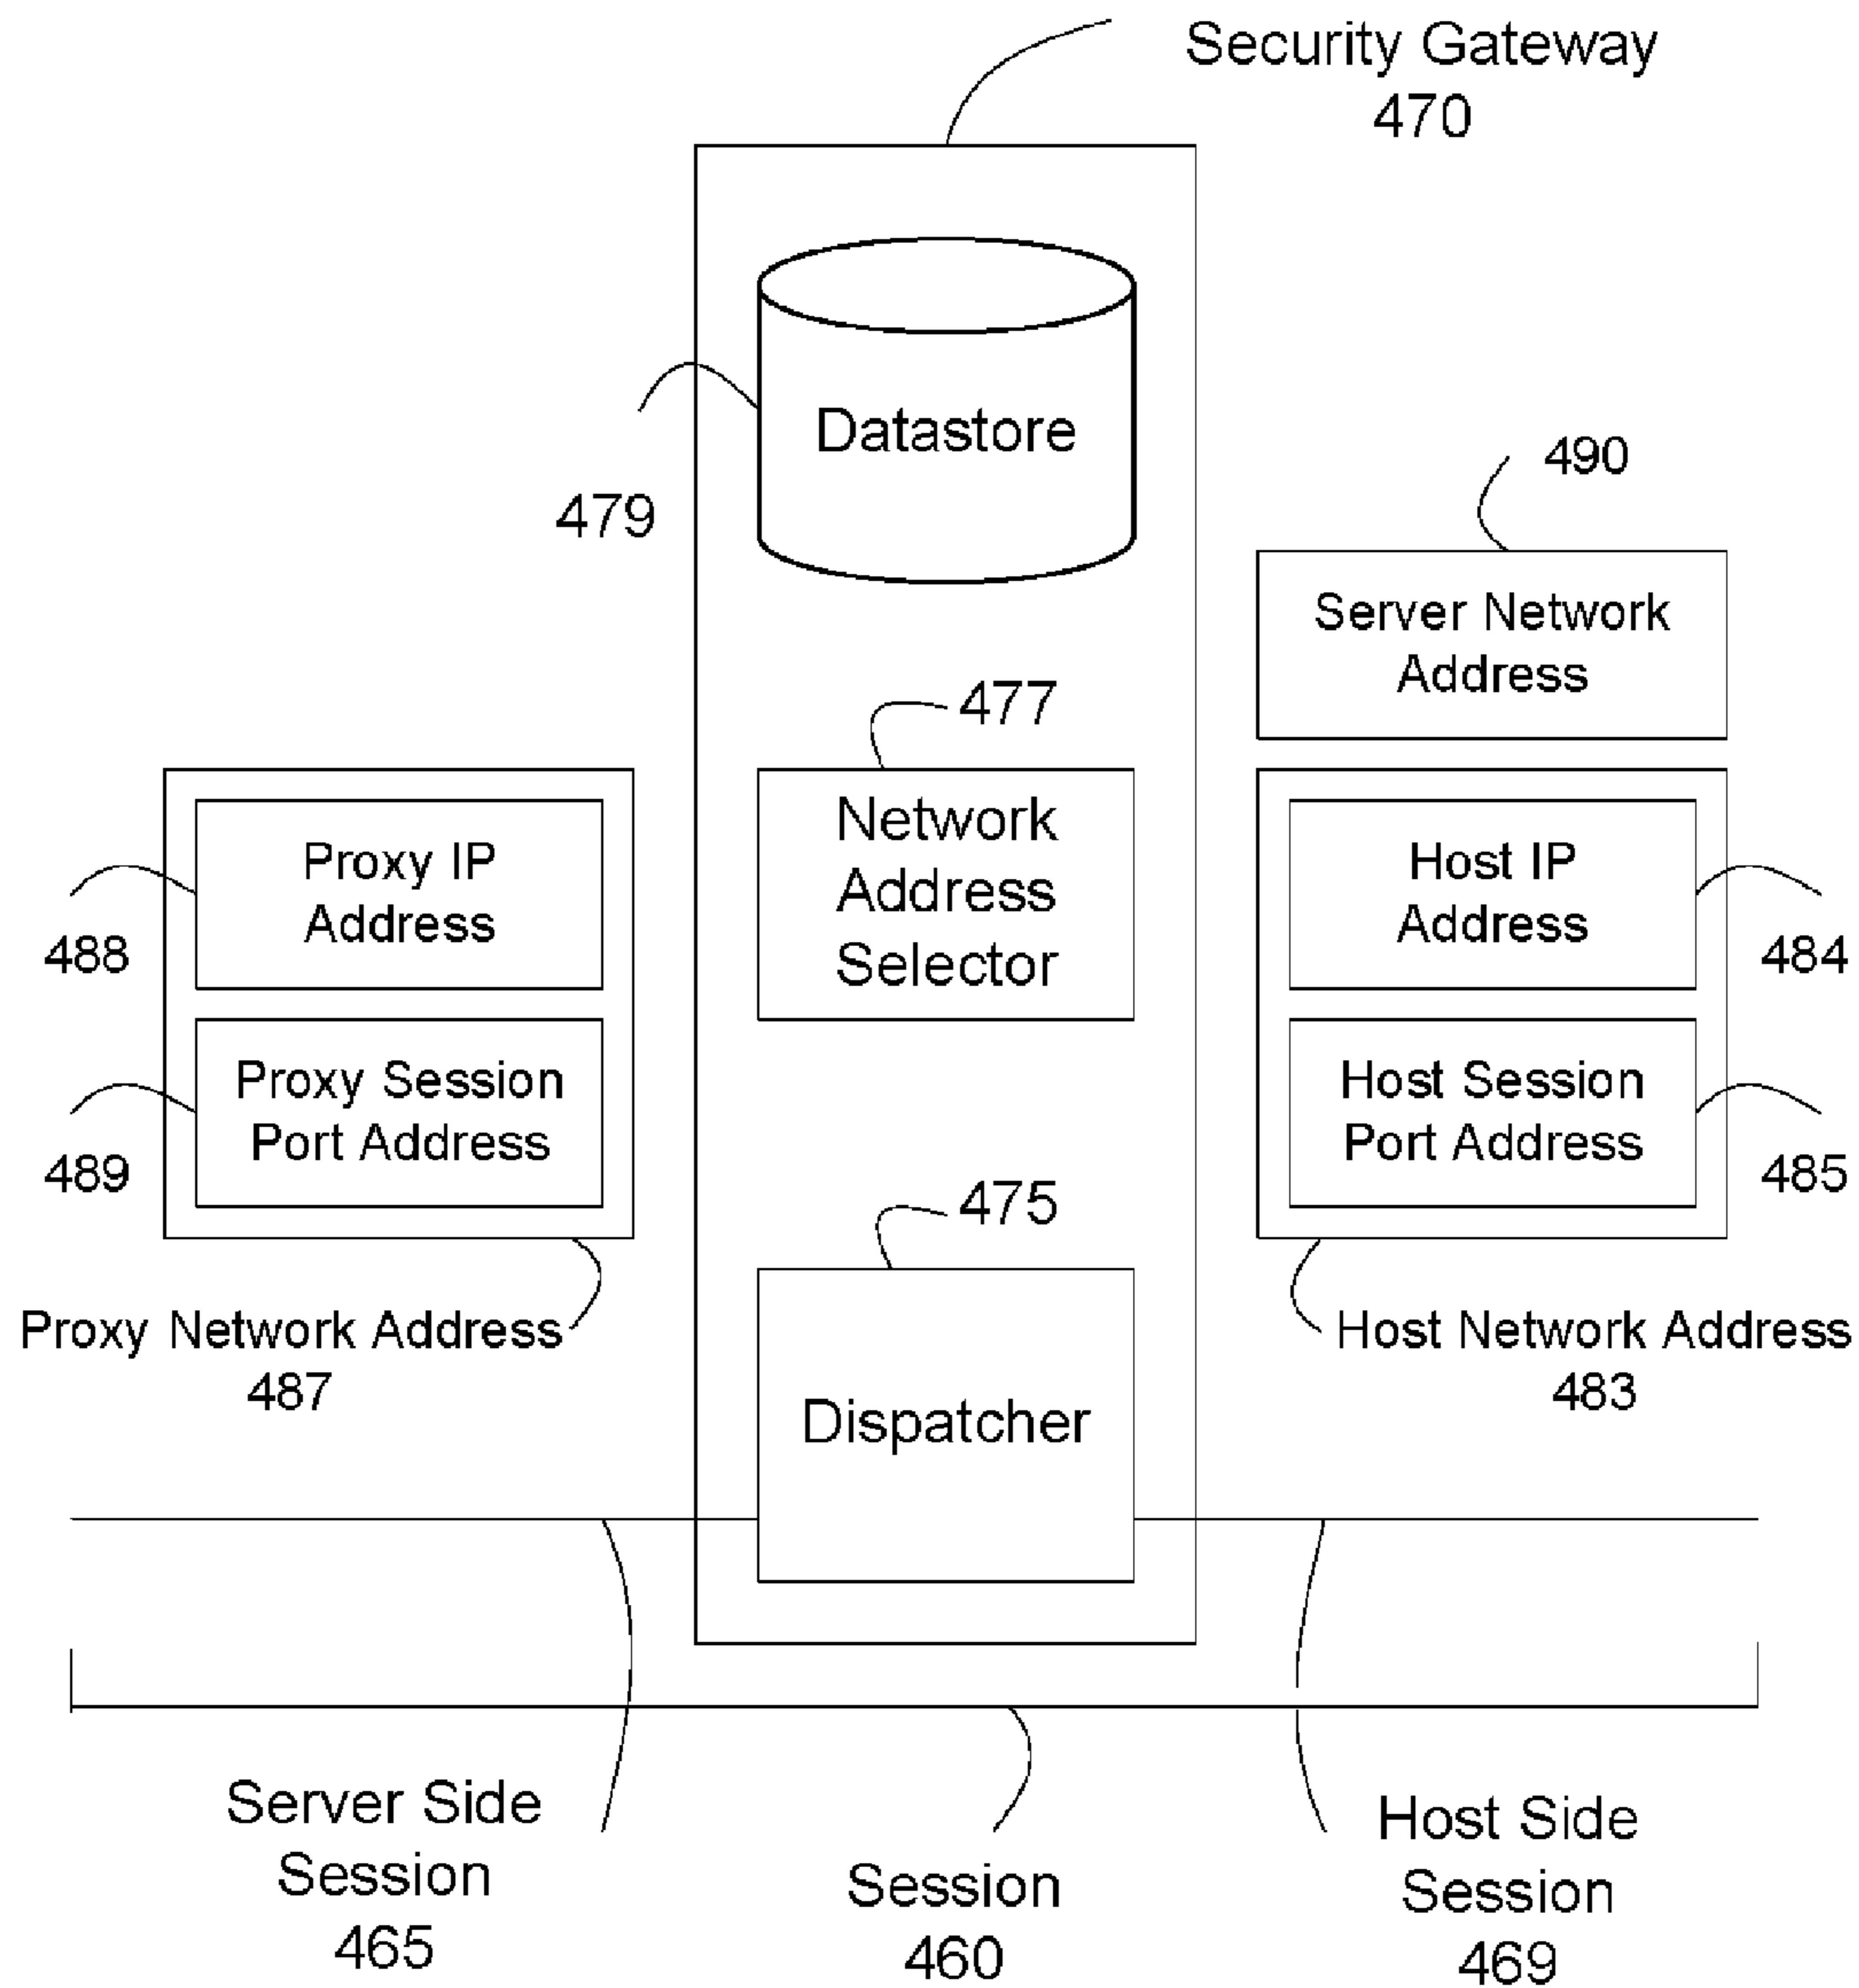 Security Gateway
470
Datastore
479
490
Server Network
Address
477
Network
Address
Selector
Proxy IP
Address
488
Host IP
Address
484
Proxy Session
Port Address
489
Host Session
Port Address
485
475
Proxy Network Address
487
Host Network Address
483
Dispatcher
Server Side
Session
465
Session
460
Host Side
Session
469